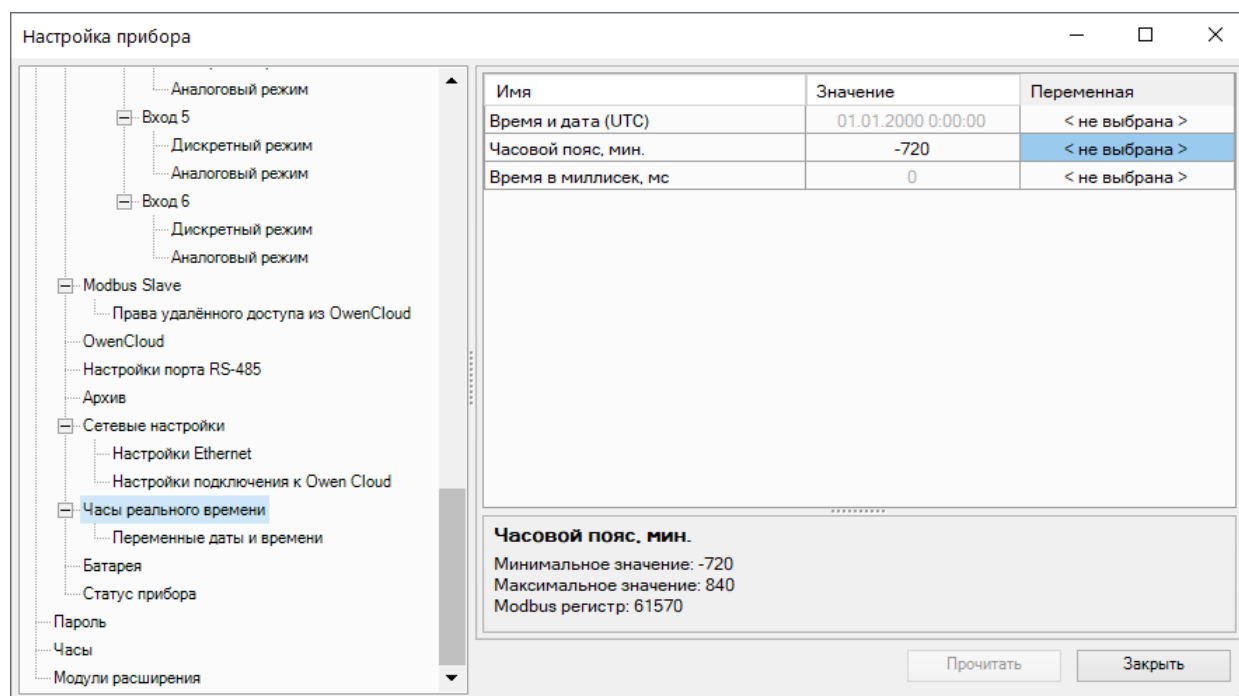 Настройка прибора
Аналоговый режим
Вход 5
Дискретный режим
Аналоговый режим
Вход 6
Дискретный режим
Аналоговый режим
Modbus Slave
Права удалённого доступа из OwenCloud
OwenCloud
Настройки порта RS-485
Архив
Сетевые настройки
Настройки Ethernet
Настройки подключения к Owen Cloud
Часы реального времени
Переменные даты и времени
Батарея
Статус прибора
Пароль
Часы
Модули расширения
Имя Значение Переменная
Время и дата (UTC) 01.01.2000 0:00:00 < не выбрана >
Часовой пояс, мин. -720 < не выбрана >
Время в миллисек, мс 0 < не выбрана >
Часовой пояс, мин.
Минимальное значение: -720
Максимальное значение: 840
Modbus регистр: 61570
Прочитать Закрыть